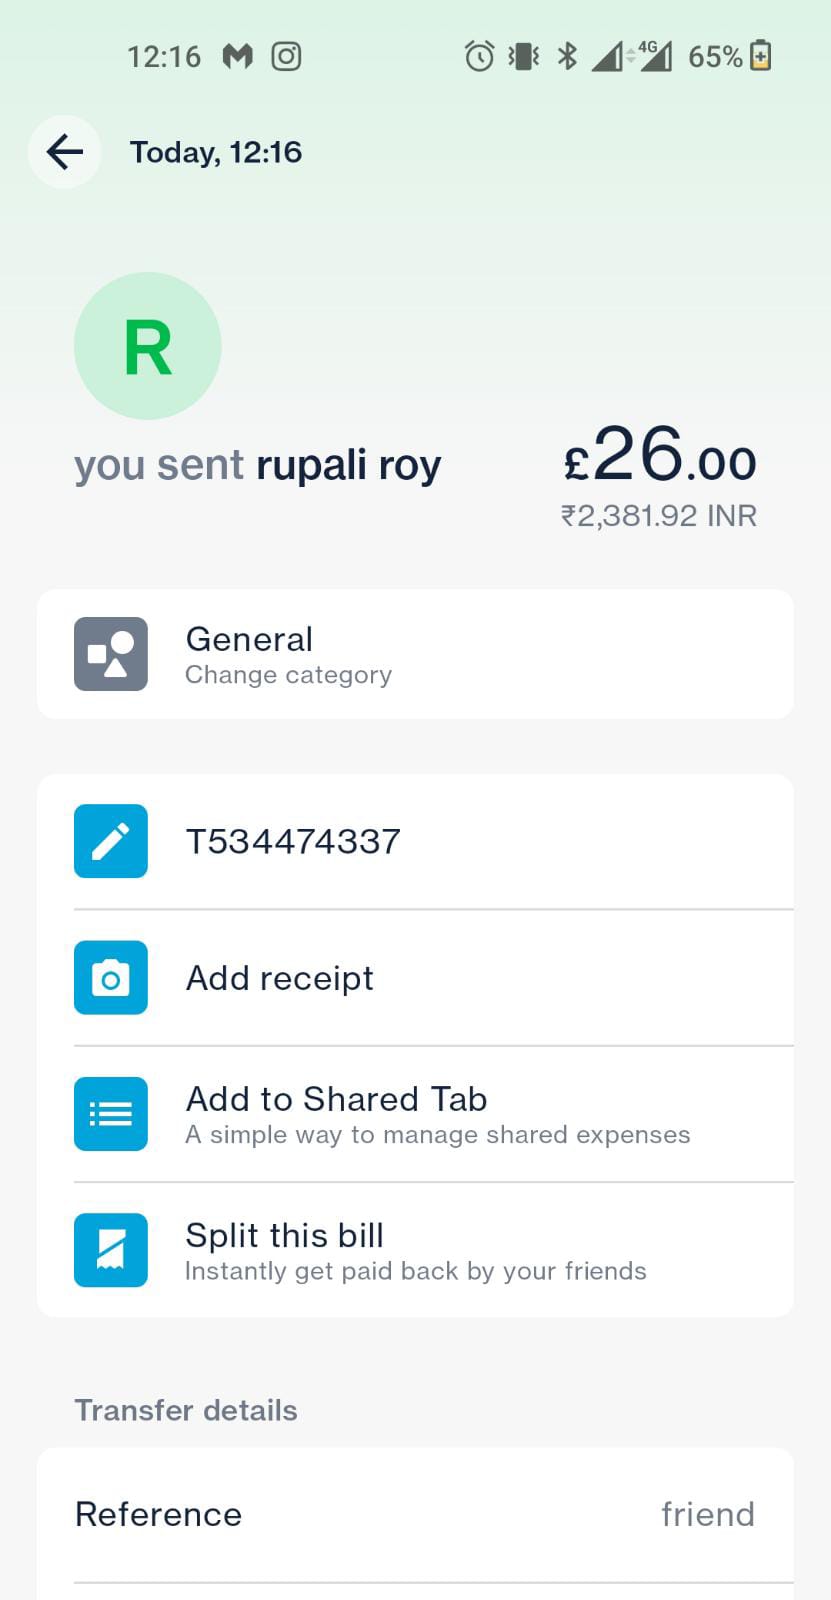 12:16 4G 65%
Today, 12:16
R
you sent rupali roy £26.00
₹2,381.92 INR
General
Change category
T534474337
Add receipt
Add to Shared Tab
A simple way to manage shared expenses
Split this bill
Instantly get paid back by your friends
Transfer details
Reference friend